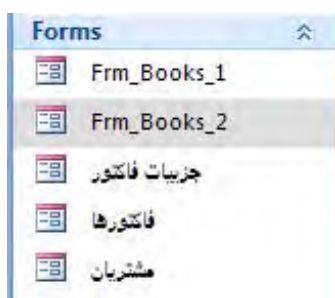 Forms
Frm_Books_1
Frm_Books_2
جزییات فاکتور
فاکتورها
مشتریان